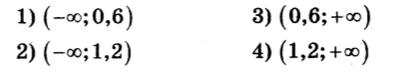 1) (−∞;0,6) 3) (0,6;+∞)
2) (−∞;1,2) 4) (1,2;+∞)